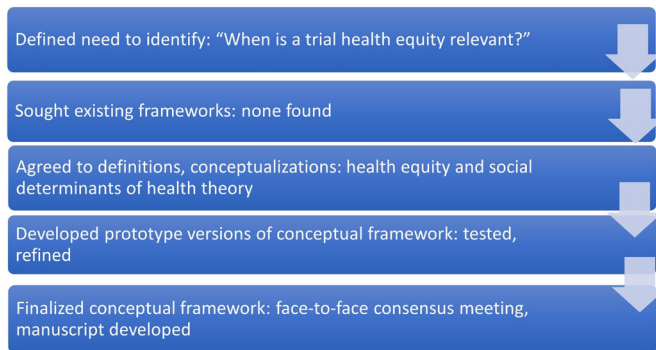 Defined need to identify: “When is a trial health equity relevant?”
Sought existing frameworks: none found
Agreed to definitions, conceptualizations: health equity and social
determinants of health theory
Developed prototype versions of conceptual framework: tested,
refined
Finalized conceptual framework: face-to-face consensus meeting,
manuscript developed